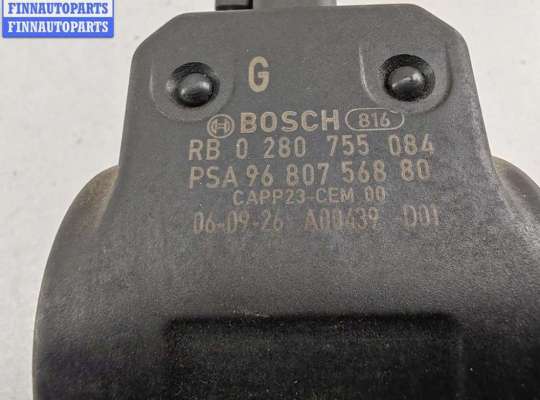 FINNAUTOPARTS
FINNAUTOPARTS
G
BOSCH 816
RB 0 280 755 084
PSA 96 807 568 80
CAPP23-CEM 00
06-09-26 A00439 D01